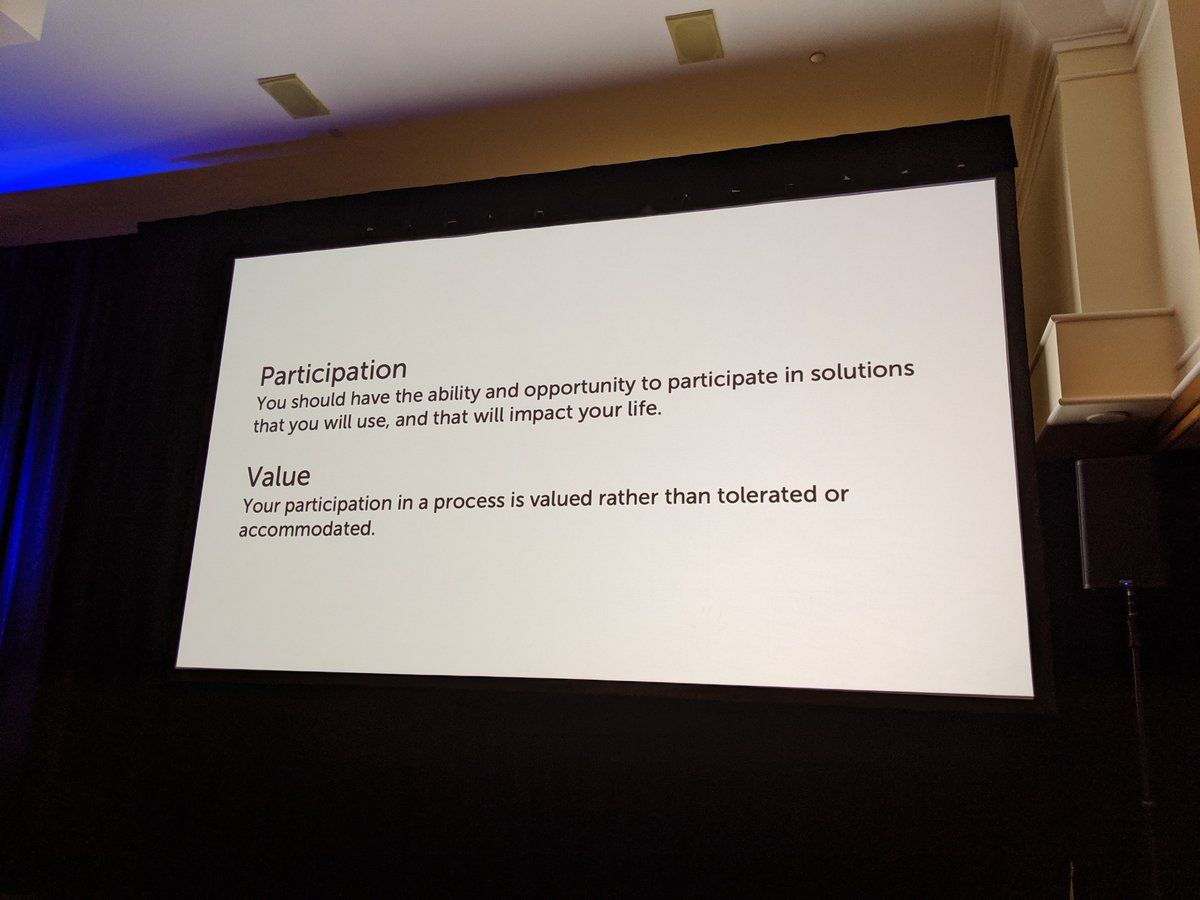 Participation
You should have the ability and opportunity to participate in solutions
that you will use, and that will impact your life.
Value
Your participation in a process is valued rather than tolerated or
accommodated.